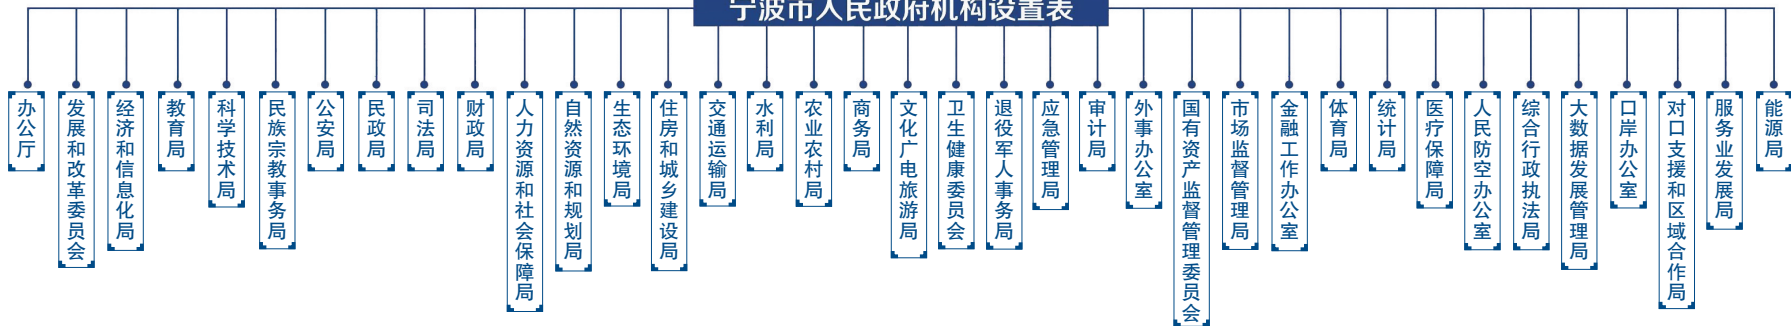 宁波市人民政府机构设置表
办公厅
发展和改革委员会
经济和信息化局
教育局
科学技术局
民族宗教事务局
公安局
民政局
司法局
财政局
人力资源和社会保障局
自然资源和规划局
生态环境局
住房和城乡建设局
交通运输局
水利局
农业农村局
商务局
文化广电旅游局
卫生健康委员会
退役军人事务局
应急管理局
审计局
外事办公室
国有资产监督管理委员会
市场监督管理局
金融工作办公室
体育局
统计局
医疗保障局
人民防空办公室
综合行政执法局
大数据发展管理局
口岸办公室
对口支援和区域合作局
服务业发展局
能源局